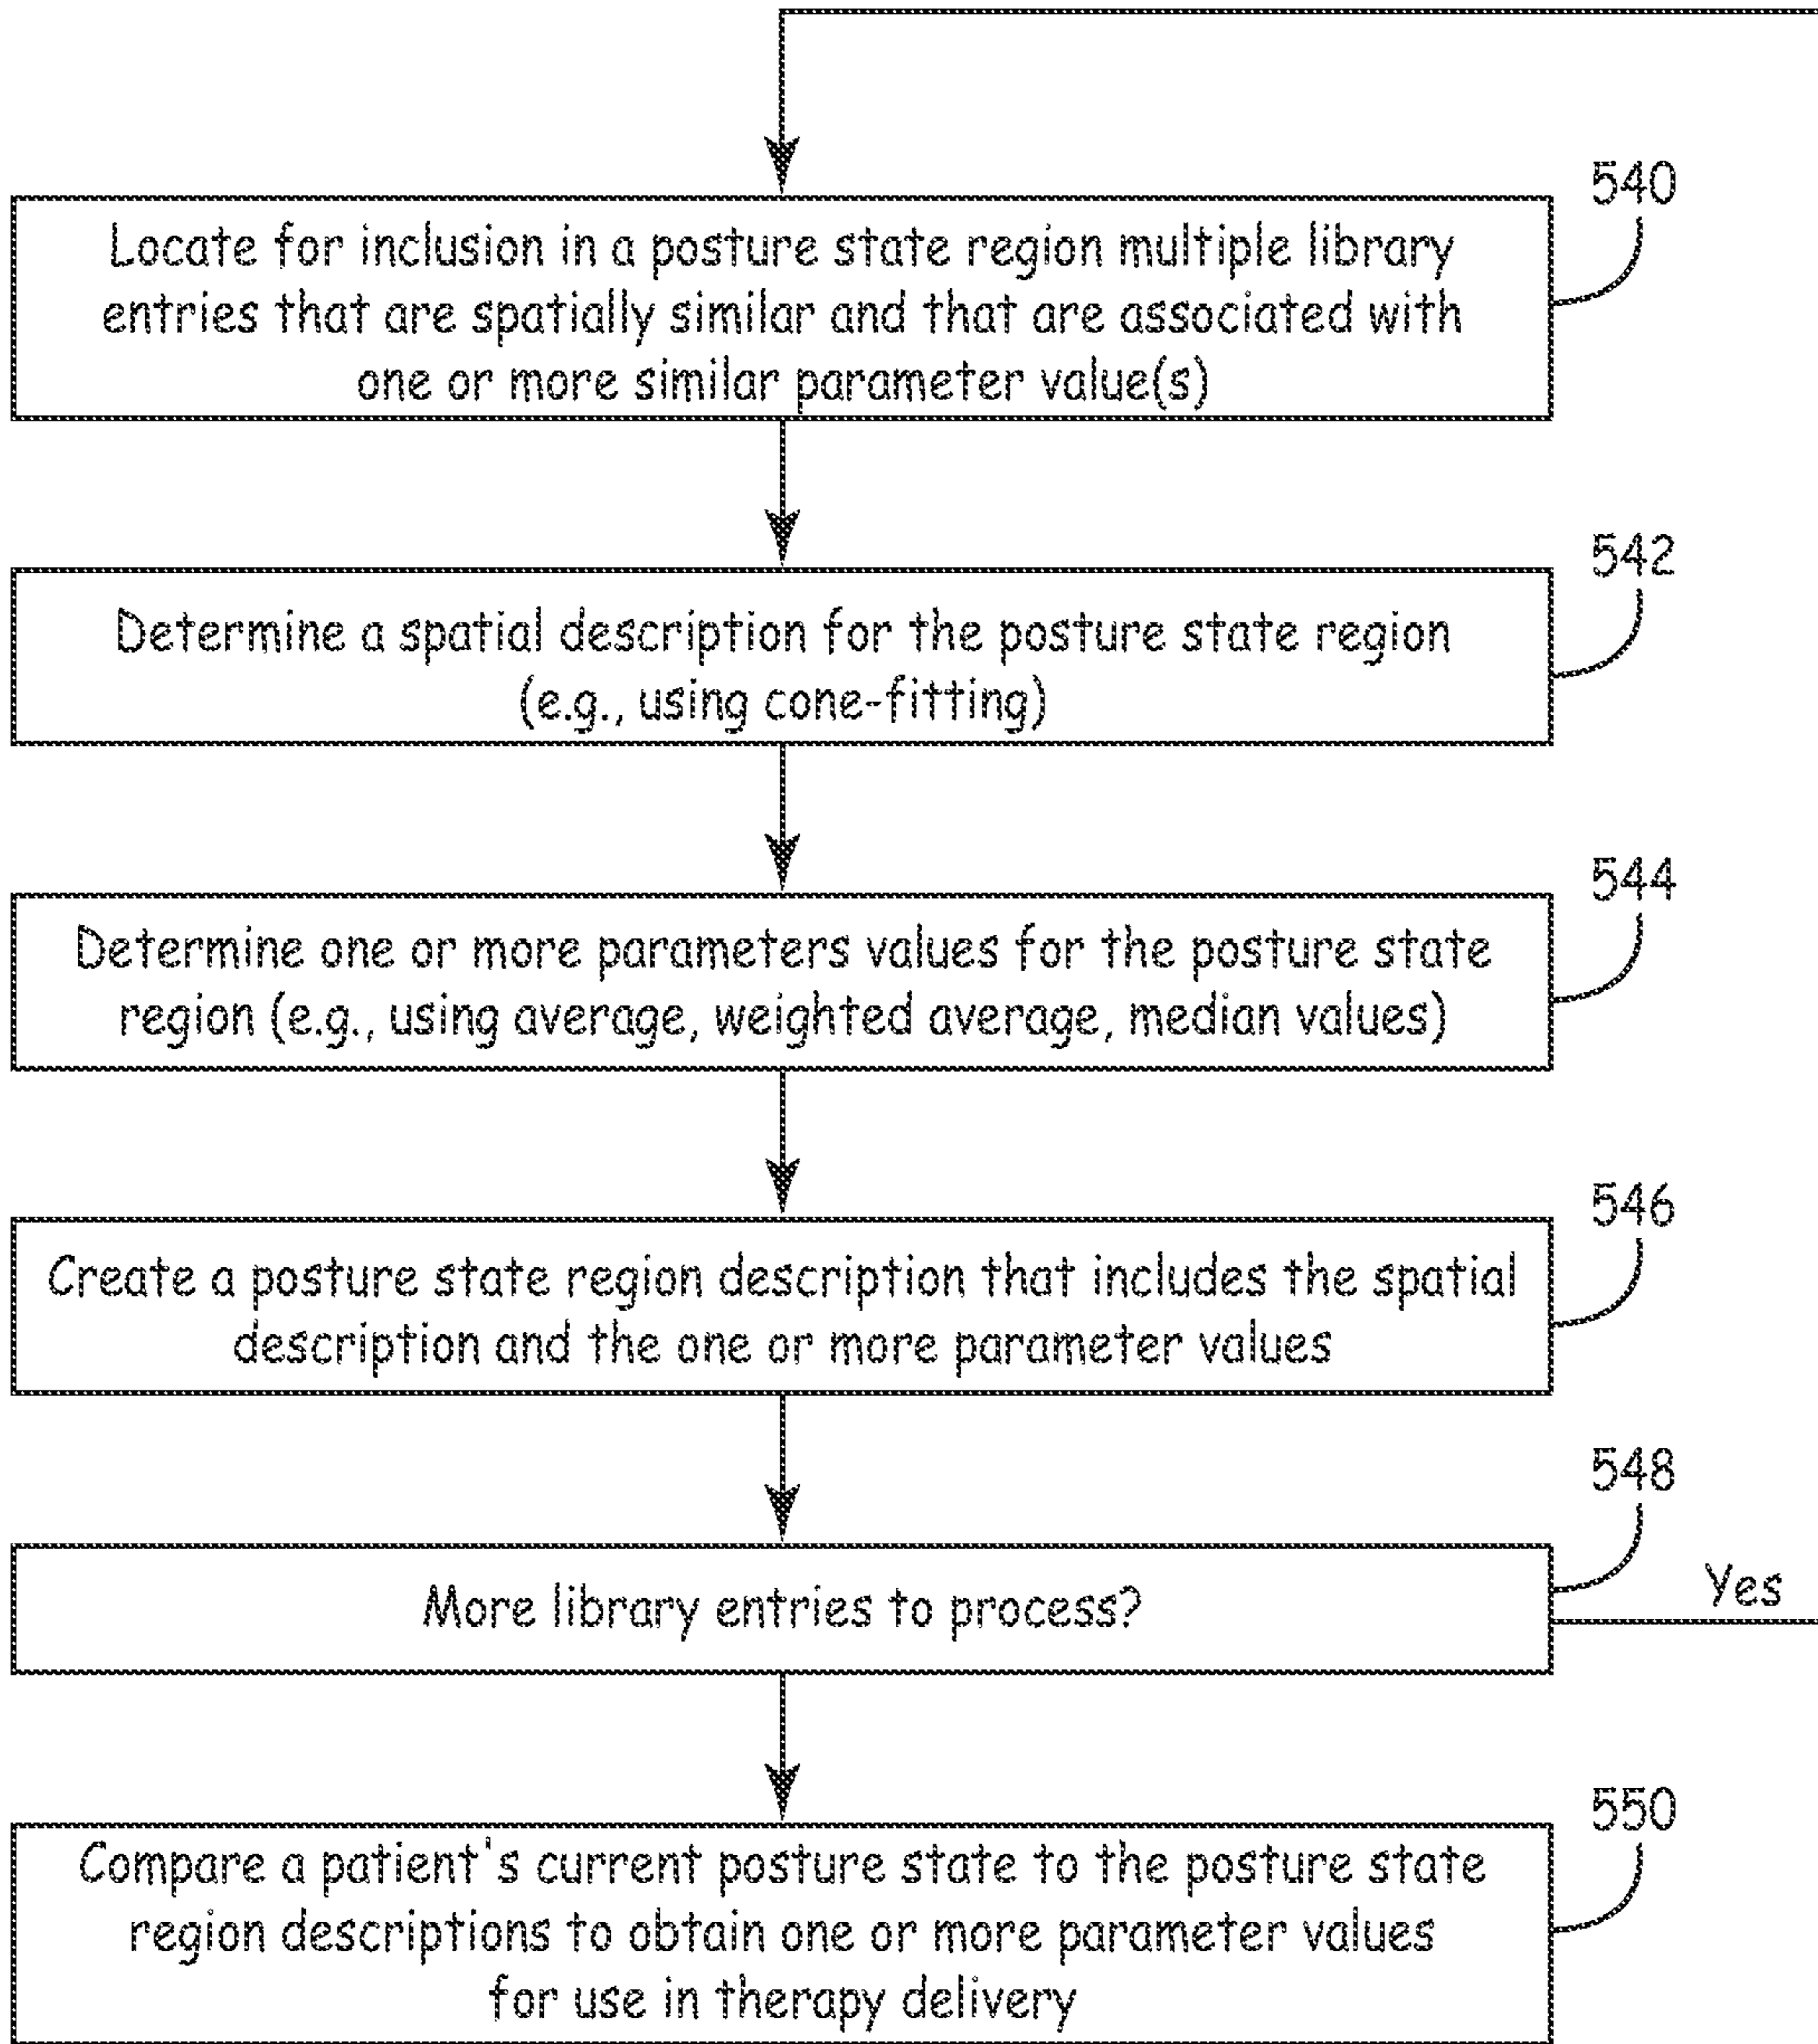 540
Locate for inclusion in a posture state region multiple library
entries that are spatially similar and that are associated with
one or more similar parameter value(s)
542
Determine a spatial description for the posture state region
(e.g., using cone-fitting)
544
Determine one or more parameters values for the posture state
region (e.g., using average, weighted average, median values)
546
Create a posture state region description that includes the spatial
description and the one or more parameter values
548
More library entries to process?
Yes
550
Compare a patient's current posture state to the posture state
region descriptions to obtain one or more parameter values
for use in therapy delivery